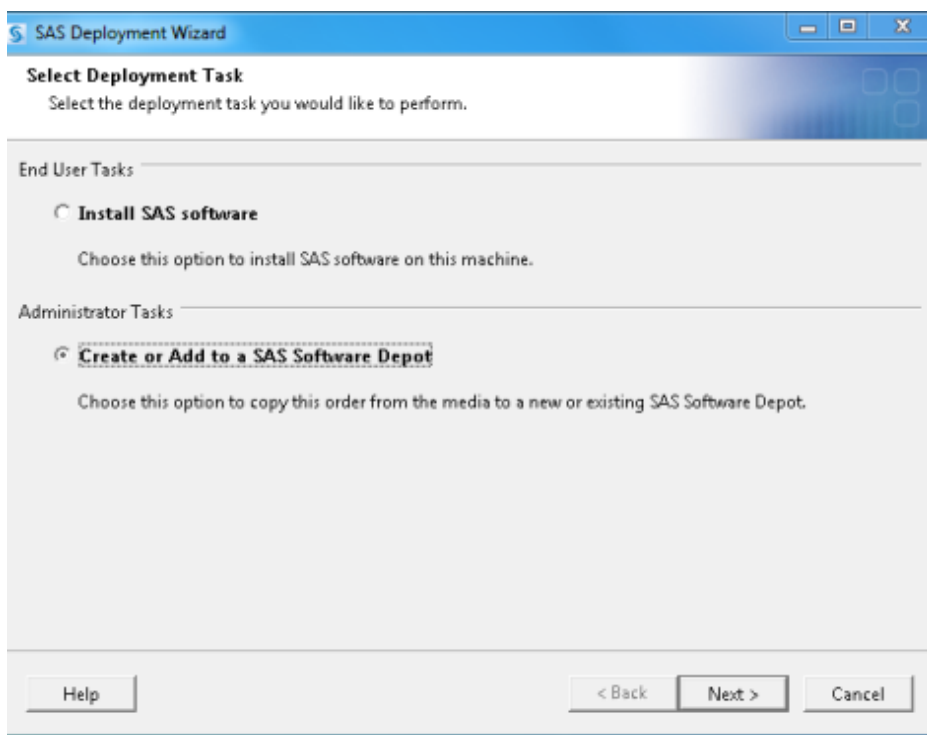 SAS Deployment Wizard
Select Deployment Task
Select the deployment task you would like to perform.
End User Tasks
Install SAS software
Choose this option to install SAS software on this machine.
Administrator Tasks
Create or Add to a SAS Software Depot
Choose this option to copy this order from the media to a new or existing SAS Software Depot.
Help
< Back
Next >
Cancel